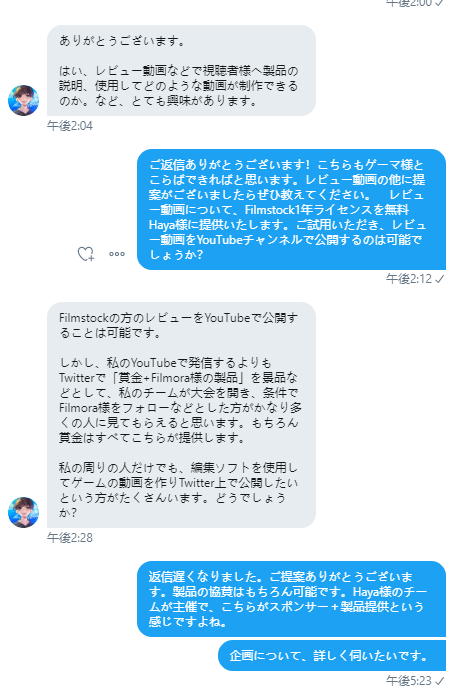 午後2:00✓
ありがとうございます。
はい、レビュー動画などで視聴者様へ製品の
説明、使用してどのような動画が制作できる
のか。など、とても興味があります。
午後2:04
ご返信ありがとうございます！こちらもゲーマ様と
こらぼできればと思います。レビュー動画の他に提
案がございましたらぜひ教えてください。　レビュ
ー動画について、Filmstock1年ライセンスを無料
Haya様に提供いたします。ご試用いただき、レビュ
ー動画をYouTubeチャンネルで公開するのは可能で
しょうか?
午後2:12✓
Filmstockの方のレビューをYouTubeで公開す
ることは可能です。
しかし、私のYouTubeで発信するよりも
Twitterで「賞金+Filmora様の製品」を景品な
どとして、私のチームが大会を開き、条件で
Filmora様をフォローなどとした方がかなり多
くの人に見てもらえると思います。もちろん
賞金はすべてこちらが提供します。
私の周りの人だけでも、編集ソフトを使用し
てゲームの動画を作りTwitter上で公開したい
という方がたくさんいます。どうでしょう
か?
午後2:28
返信遅くなりました。ご提案ありがとうございま
す。製品の協賛はもちろん可能です。Haya様のチー
ムが主催で、こちらがスポンサー＋製品提供という
感じですよね。
企画について、詳しく伺いたいです。
午後5:23✓